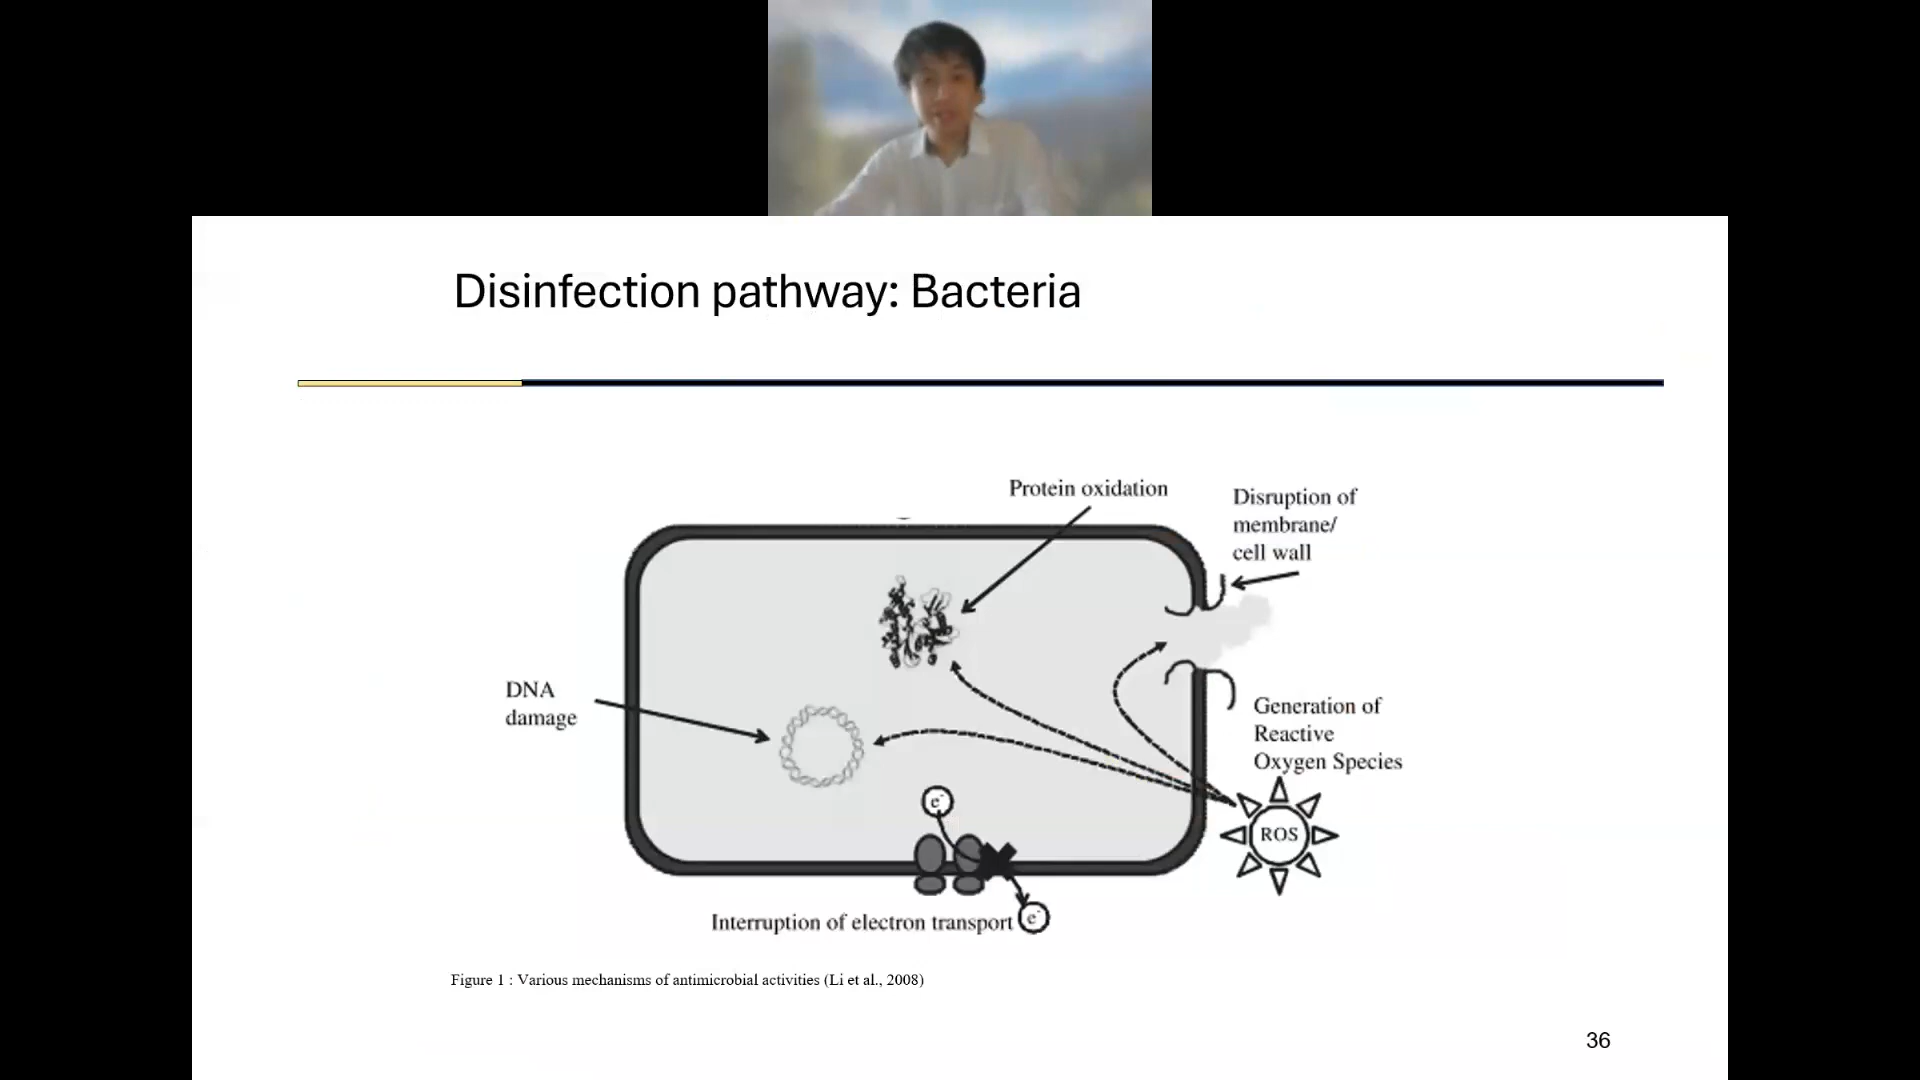 Disinfection pathway: Bacteria
Protein oxidation
Disruption of
membrane/
cell wall
DNA
damage
Generation of
Reactive
Oxygen Species
e-
ROS
Interruption of electron transport
e-
Figure 1 : Various mechanisms of antimicrobial activities (Li et al., 2008)
36